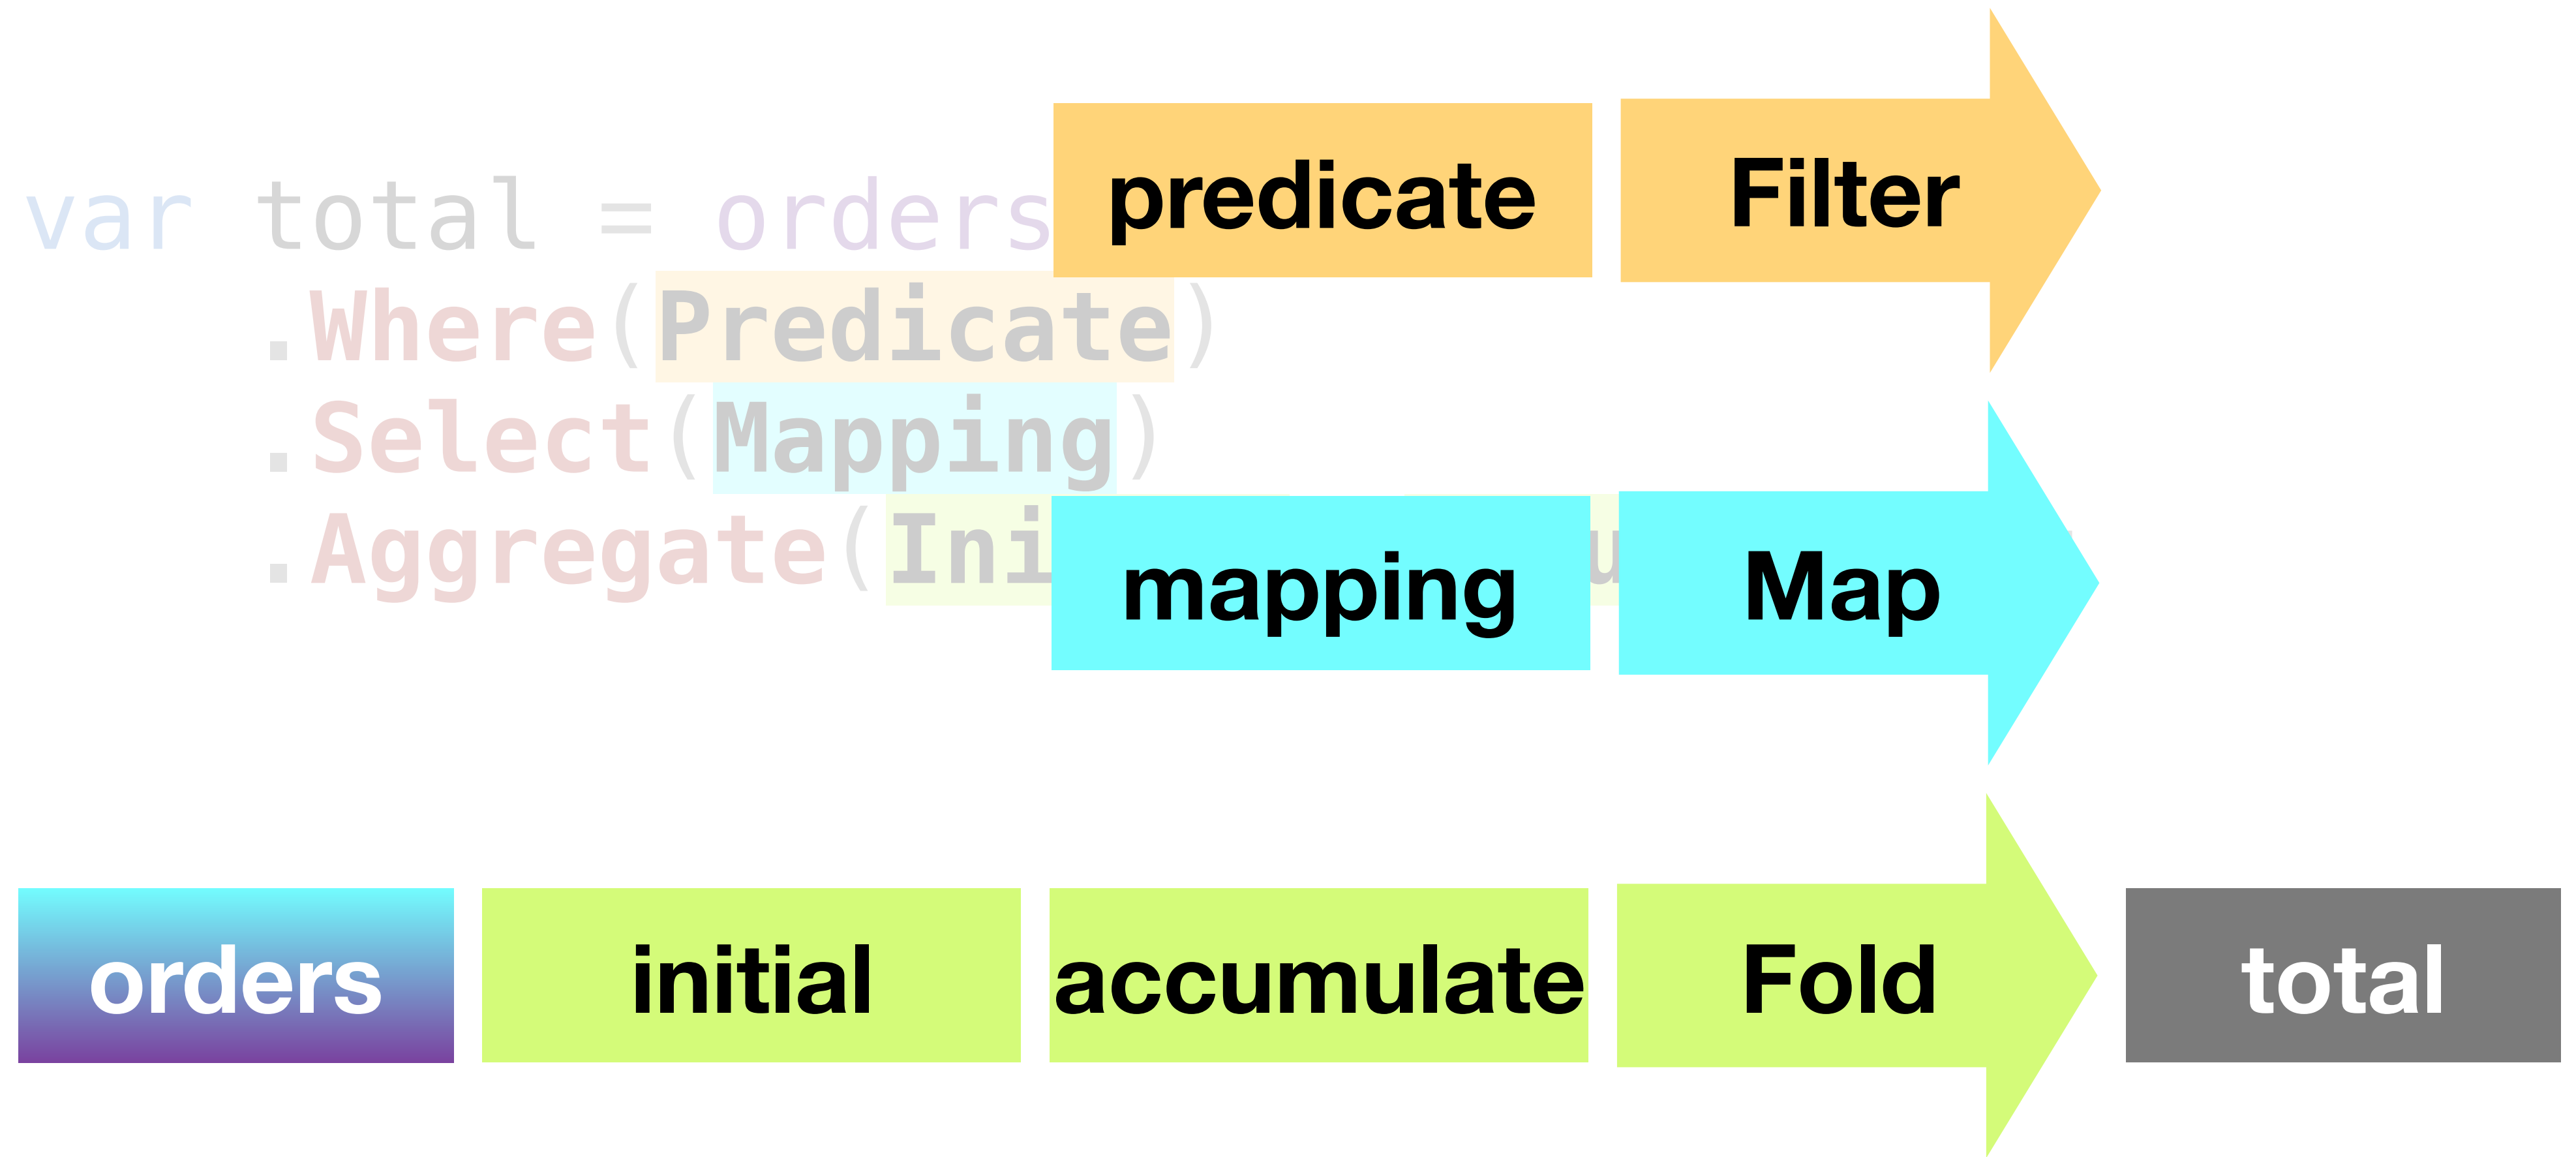 predicate Filter
var total = orders
.Where(Predicate)
.Select(Mapping)
.Aggregate(Ini
mapping Map
orders initial accumulate Fold total